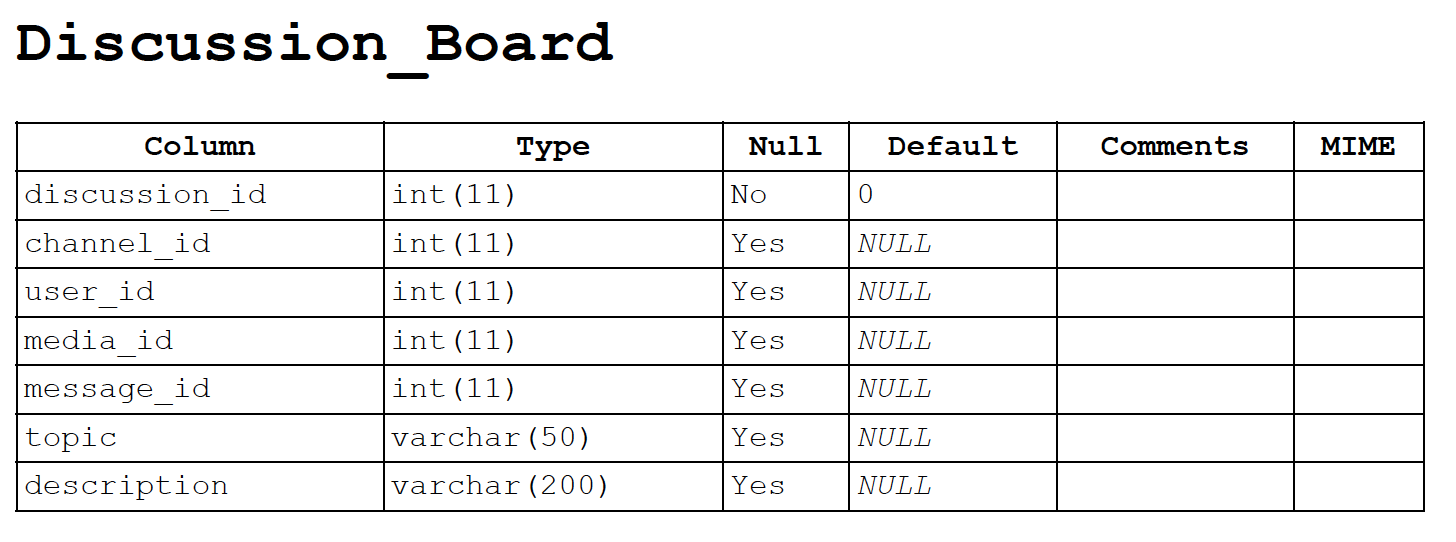 Discussion_Board
Column Type Null Default Comments MIME
discussion_id int(11) No 0
channel_id int(11) Yes NULL
user_id int(11) Yes NULL
media_id int(11) Yes NULL
message_id int(11) Yes NULL
topic varchar(50) Yes NULL
description varchar(200) Yes NULL